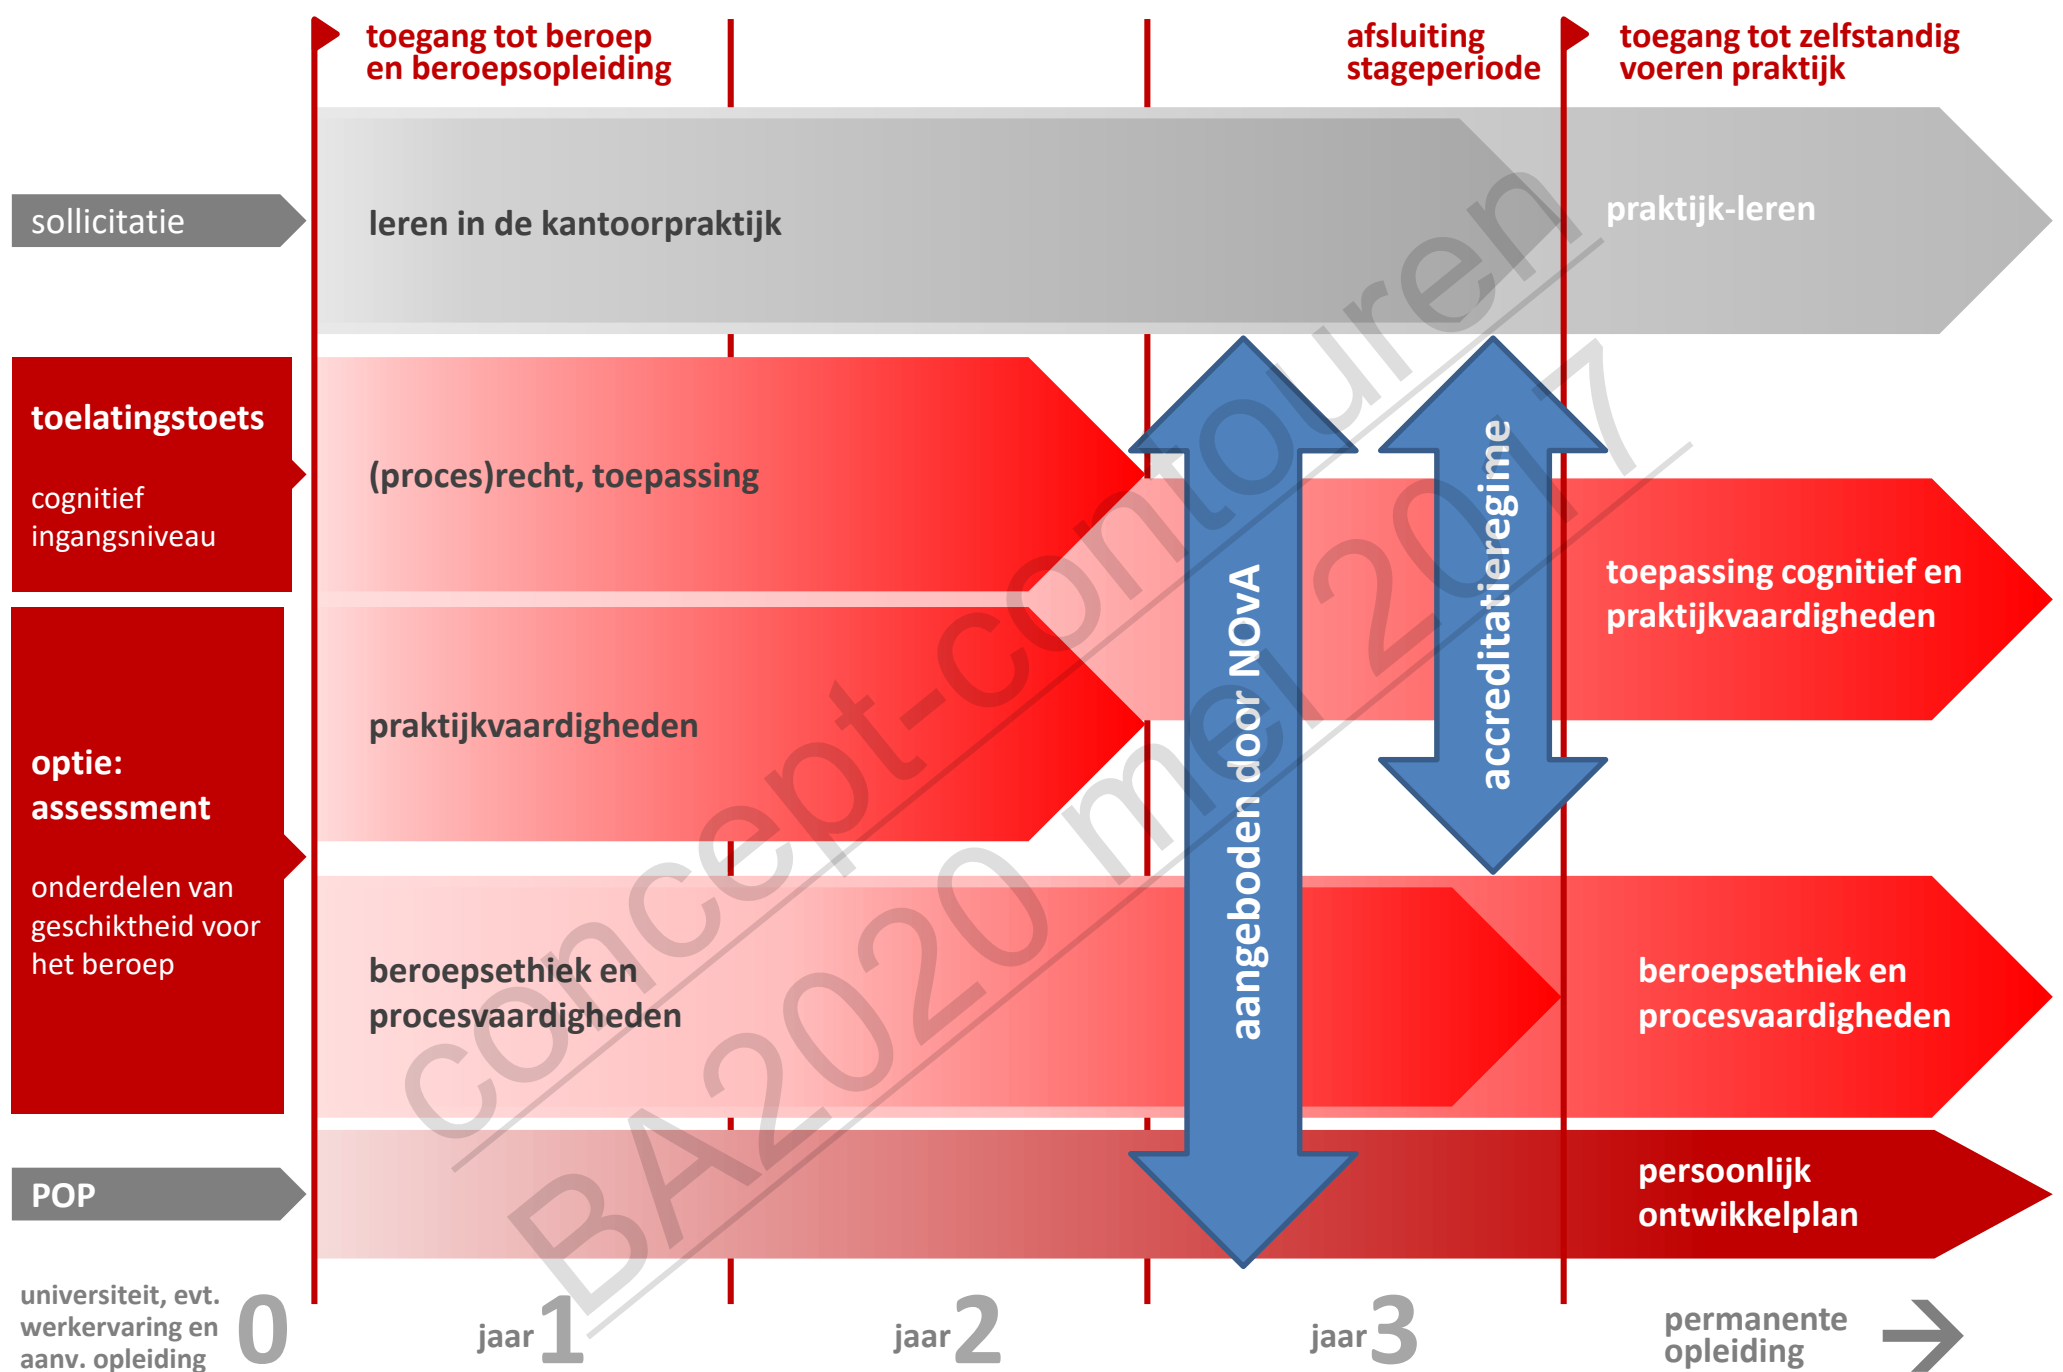 toegang tot beroep
en beroepsopleiding
afsluiting
stageperiode
toegang tot zelfstandig
voeren praktijk
sollicitatie
leren in de kantoorpraktijk
praktijk-leren
toelatingstoets
cognitief
ingangsniveau
(proces)recht, toepassing
toepassing cognitief en
praktijkvaardigheden
aangeboden door NOvA
accreditatieregime
praktijkvaardigheden
optie:
assessment
onderdelen van
geschiktheid voor
het beroep
beroepsethiek en
procesvaardigheden
beroepsethiek en
procesvaardigheden
POP
persoonlijk
ontwikkelplan
concept-contouren
BA2020 mei 2017
universiteit, evt.
werkervaring en
aanv. opleiding
0
jaar 1
jaar 2
jaar 3
permanente
opleiding